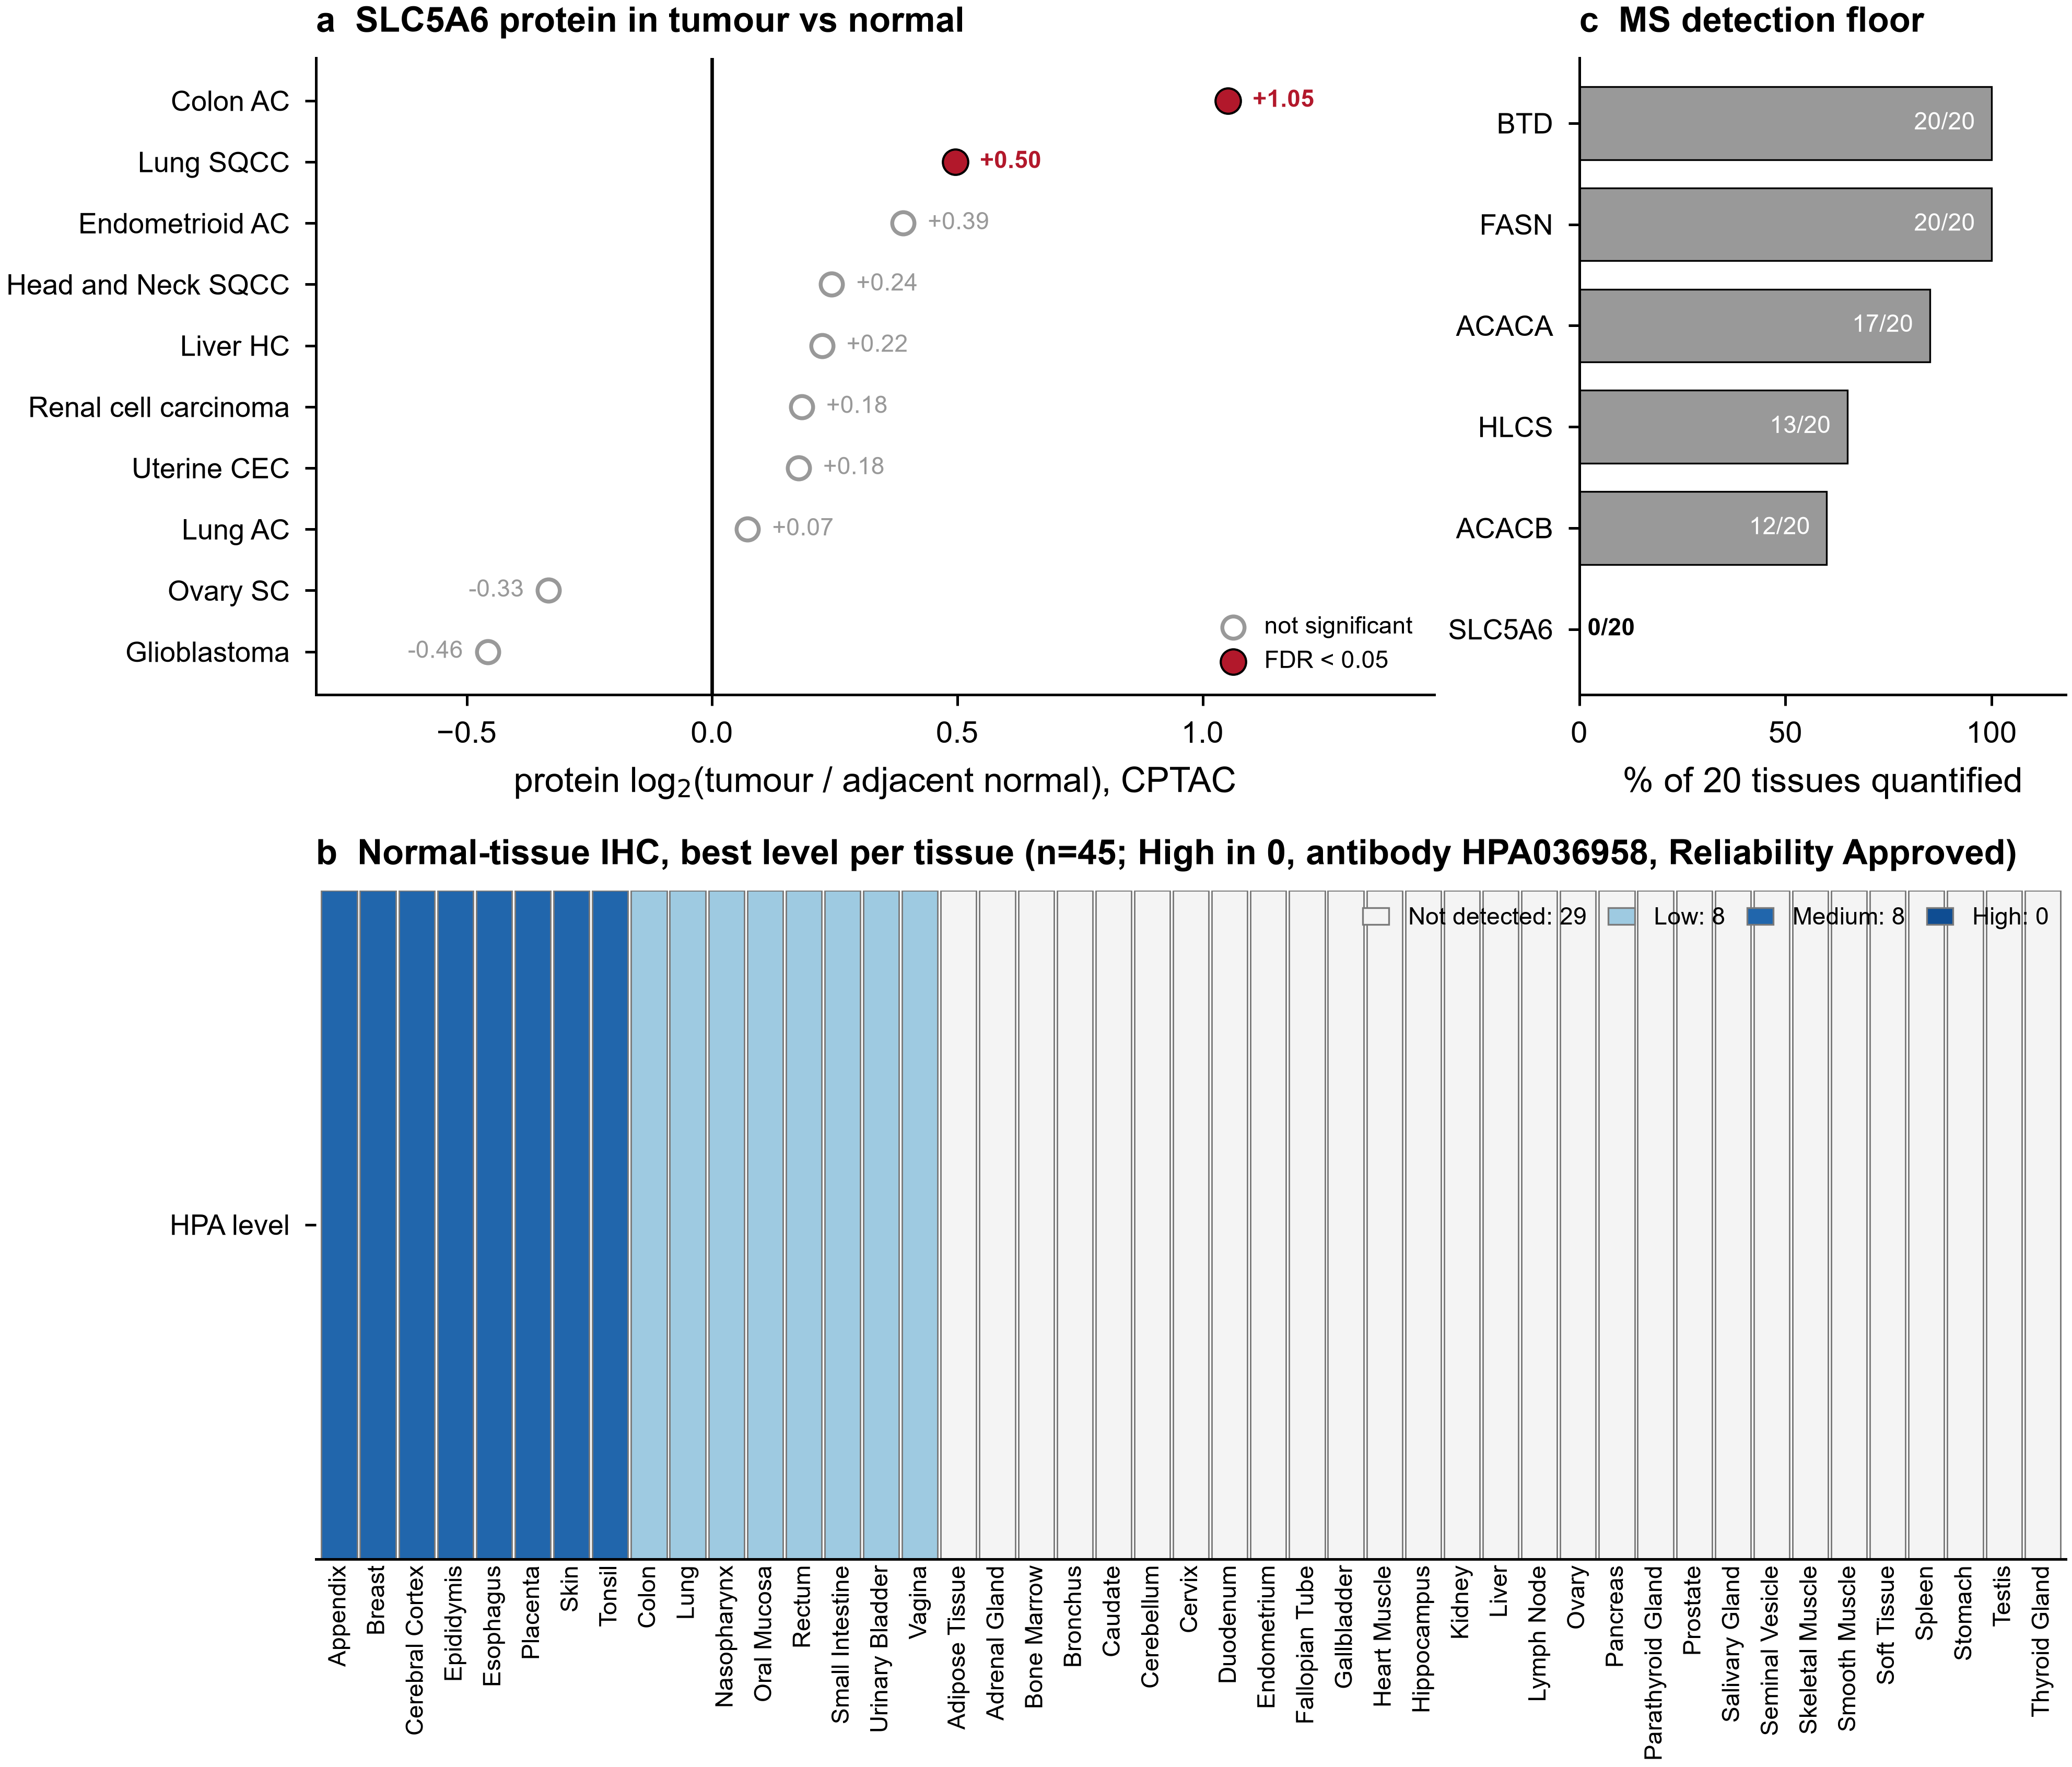 a SLC5A6 protein in tumour vs normal
Colon AC
+1.05
Lung SQCC
+0.50
Endometrioid AC
+0.39
Head and Neck SQCC
+0.24
Liver HC
+0.22
Renal cell carcinoma
+0.18
Uterine CEC
+0.18
Lung AC
+0.07
Ovary SC
-0.33
Glioblastoma
-0.46
not significant
FDR < 0.05
−0.5
0.0
0.5
1.0
protein log₂(tumour / adjacent normal), CPTAC
c MS detection floor
BTD
20/20
FASN
20/20
ACACA
17/20
HLCS
13/20
ACACB
12/20
SLC5A6
0/20
0
50
100
% of 20 tissues quantified
b Normal-tissue IHC, best level per tissue (n=45; High in 0, antibody HPA036958, Reliability Approved)
Not detected: 29
Low: 8
Medium: 8
High: 0
HPA level
Appendix
Breast
Cerebral Cortex
Epididymis
Esophagus
Placenta
Skin
Tonsil
Colon
Lung
Nasopharynx
Oral Mucosa
Rectum
Small Intestine
Urinary Bladder
Vagina
Adipose Tissue
Adrenal Gland
Bone Marrow
Bronchus
Caudate
Cerebellum
Cervix
Duodenum
Endometrium
Fallopian Tube
Gallbladder
Heart Muscle
Hippocampus
Kidney
Liver
Lymph Node
Ovary
Pancreas
Parathyroid Gland
Prostate
Salivary Gland
Seminal Vesicle
Skeletal Muscle
Smooth Muscle
Soft Tissue
Spleen
Stomach
Testis
Thyroid Gland